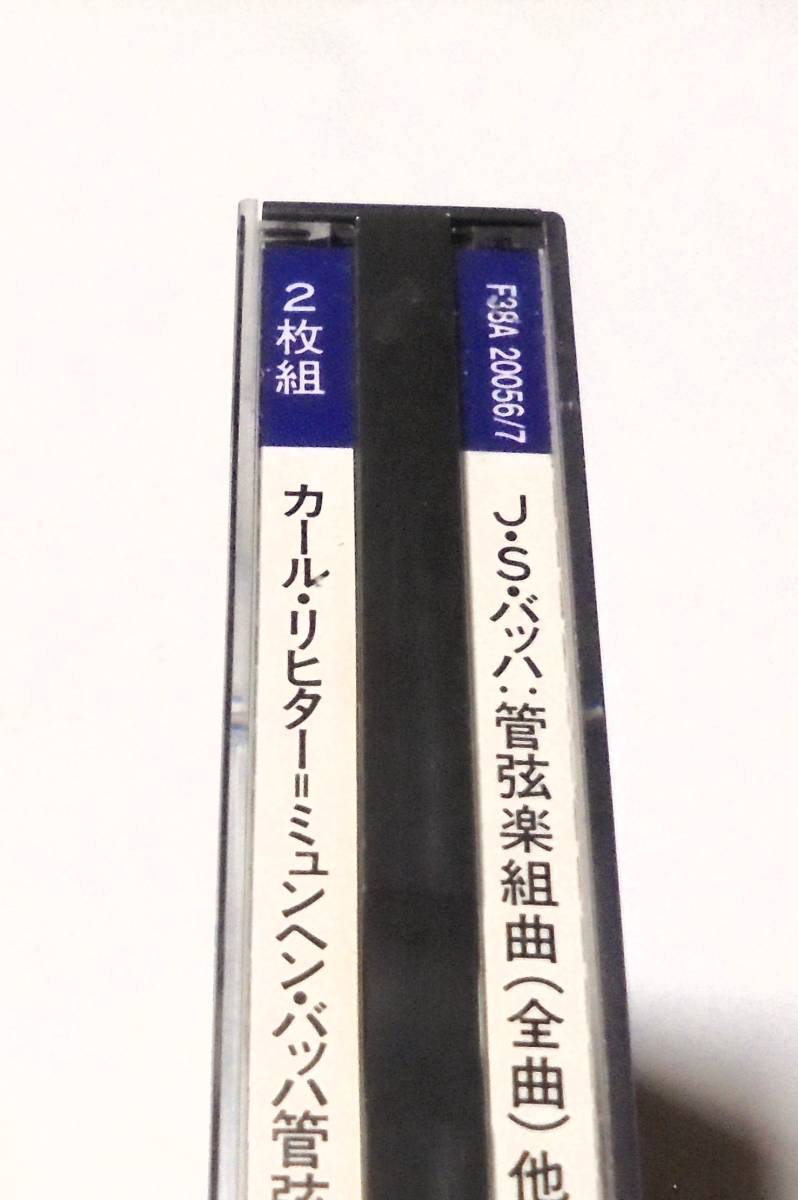 F38A 20056/7
J・S・バッハ:管弦楽組曲(全曲)他
2枚組
カール・リヒター=ミュンヘン・バッハ管弦